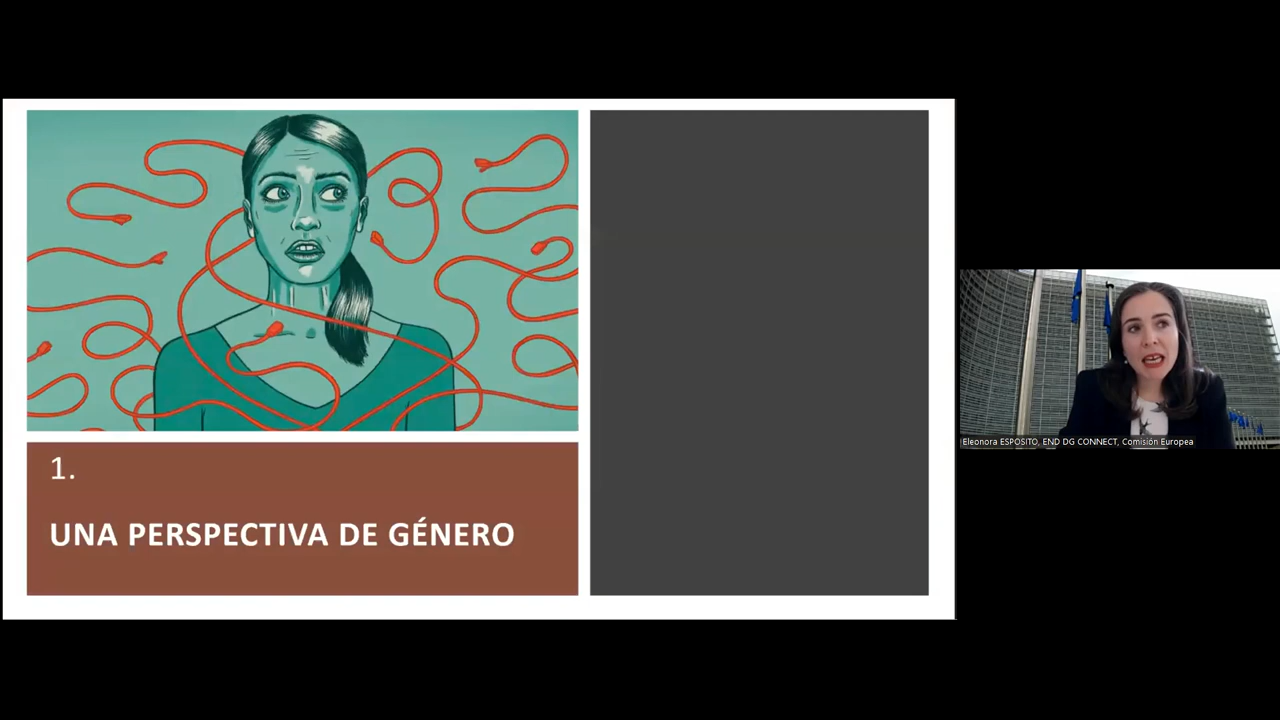 1.
UNA PERSPECTIVA DE GÉNERO
Eleonora ESPOSITO, END DG CONNECT, Comisión Europea